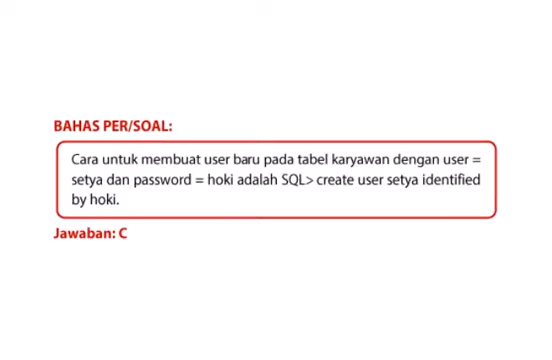 BAHAS PER/SOAL:
Cara untuk membuat user baru pada tabel karyawan dengan user =
setya dan password = hoki adalah SQL> create user setya identified
by hoki.
Jawaban: C